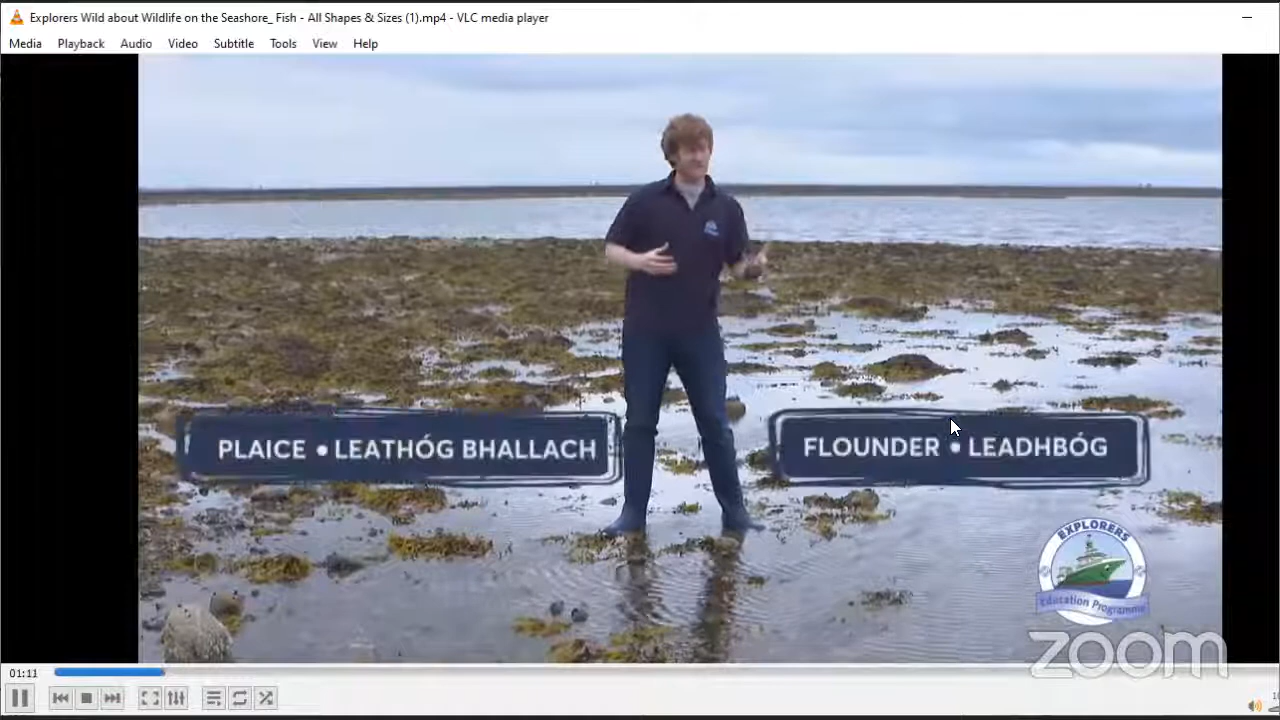 Explorers Wild about Wildlife on the Seashore_ Fish - All Shapes & Sizes (1).mp4 - VLC media player
Media Playback Audio Video Subtitle Tools View Help
PLAICE • LEATHÓG BHALLACH
FLOUNDER • LEADHBÓG
EXPLORERS
Education Programme
zoom
01:11